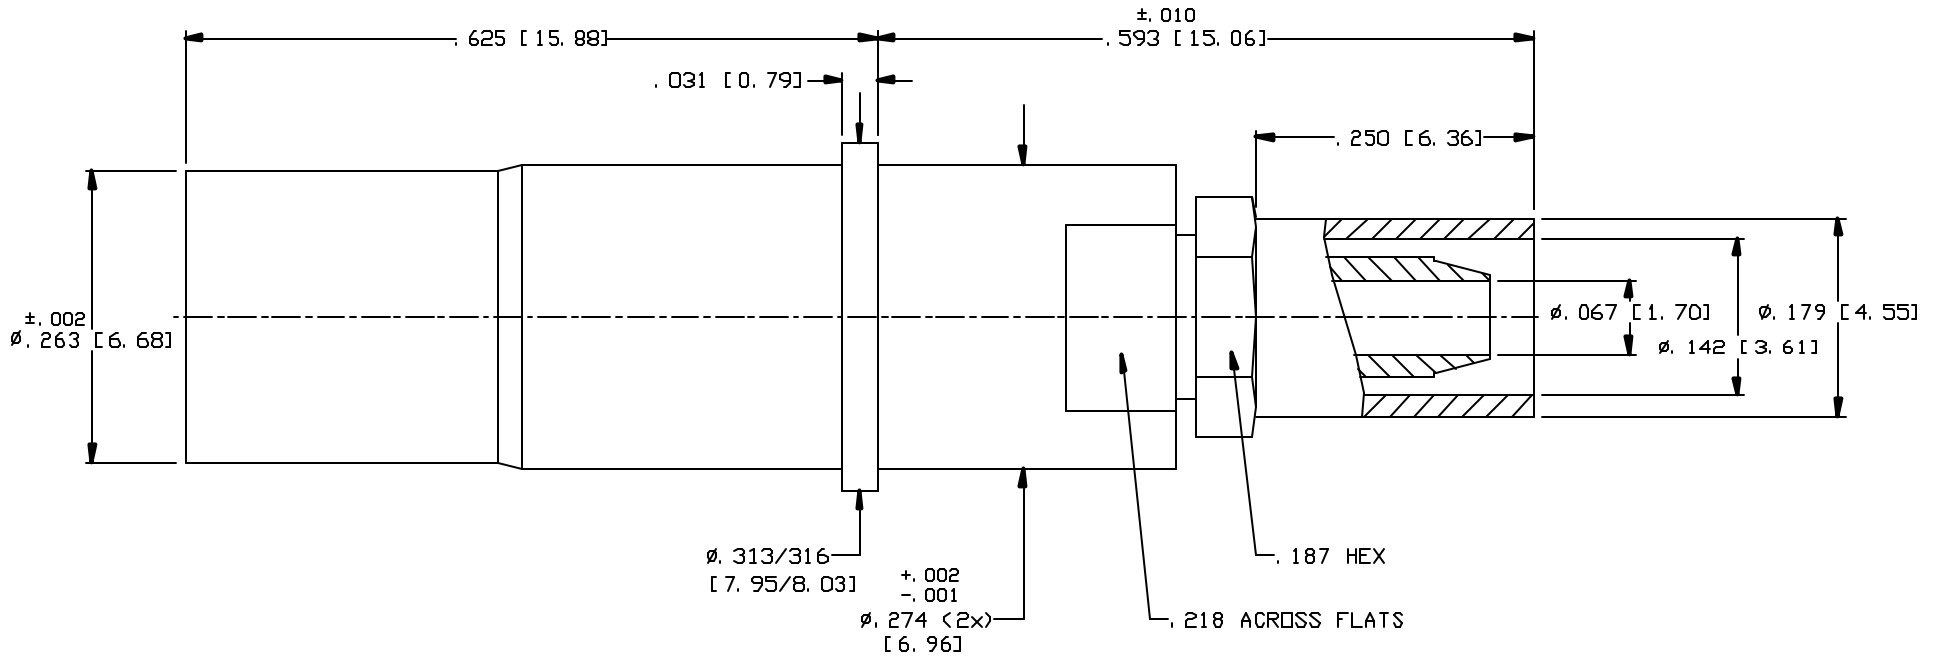 ±.010
.625 [15.88]
.593 [15.06]
.031 [0.79]
.250 [6.36]
±.002
Ø.263 [6.68]
Ø.067 [1.70]
Ø.179 [4.55]
Ø.142 [3.61]
Ø.313/316
[7.95/8.03]
.187 HEX
+.002
-.001
Ø.274 (2x)
[6.96]
.218 ACROSS FLATS